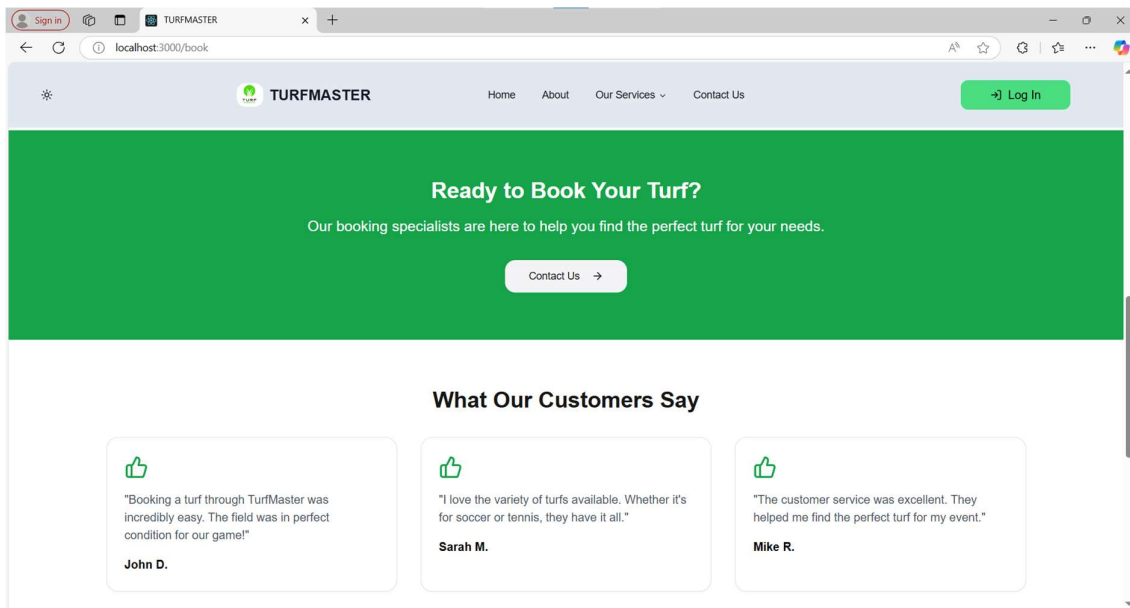 Sign in
TURFMASTER
localhost:3000/book
TURF
TURFMASTER
Home
About
Our Services
Contact Us
Log In
Ready to Book Your Turf?
Our booking specialists are here to help you find the perfect turf for your needs.
Contact Us
What Our Customers Say
"Booking a turf through TurfMaster was
incredibly easy. The field was in perfect
condition for our game!"
John D.
"I love the variety of turfs available. Whether it's
for soccer or tennis, they have it all."
Sarah M.
"The customer service was excellent. They
helped me find the perfect turf for my event."
Mike R.